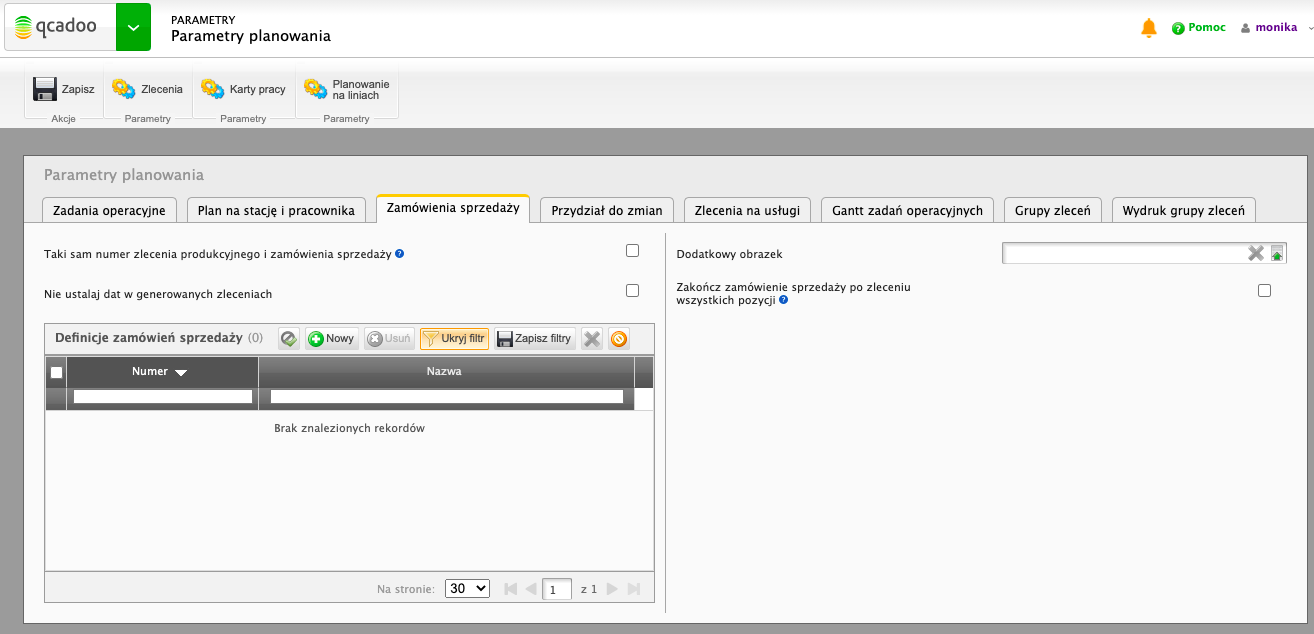 qcadoo
PARAMETRY
Parametry planowania
Pomoc
monika
Zapisz
Akcje
Zlecenia
Parametry
Karty pracy
Parametry
Planowanie
na liniach
Parametry
Parametry planowania
Zadania operacyjne
Plan na stację i pracownika
Zamówienia sprzedaży
Przydział do zmian
Zlecenia na usługi
Gantt zadań operacyjnych
Grupy zleceń
Wydruk grupy zleceń
Taki sam numer zlecenia produkcyjnego i zamówienia sprzedaży
Nie ustalaj dat w generowanych zleceniach
Definicje zamówień sprzedaży (0)
Nowy
Usuń
Ukryj filtr
Zapisz filtry
Numer
Nazwa
Brak znalezionych rekordów
Na stronie: 30
1 z 1
Dodatkowy obrazek
Zakończ zamówienie sprzedaży po zleceniu
wszystkich pozycji